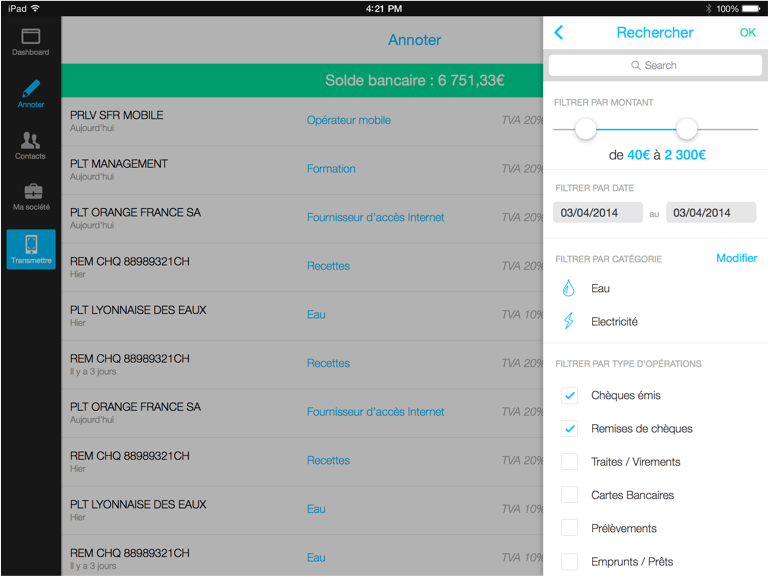 iPad 4:21 PM 100%
Dashboard
Annoter
Contacts
Ma société
Transmettre
Annoter
Solde bancaire : 6 751,33€
PRLV SFR MOBILE Opérateur mobile TVA 20%
Aujourd'hui
PLT MANAGEMENT Formation TVA 20%
Aujourd'hui
PLT ORANGE FRANCE SA Fournisseur d'accès Internet TVA 20%
Aujourd'hui
REM CHQ 88989321CH Recettes TVA 20%
Hier
PLT LYONNAISE DES EAUX Eau TVA 10%
Hier
REM CHQ 88989321CH Recettes TVA 20%
Il y a 3 jours
PLT ORANGE FRANCE SA Fournisseur d'accès Internet TVA 20%
Aujourd'hui
REM CHQ 88989321CH Recettes TVA 20%
Hier
PLT LYONNAISE DES EAUX Eau TVA 10%
Hier
REM CHQ 88989321CH Eau TVA 10%
Il y a 3 jours
Rechercher OK
Search
FILTRER PAR MONTANT
de 40€ à 2 300€
FILTRER PAR DATE
03/04/2014 au 03/04/2014
FILTRER PAR CATÉGORIE Modifier
Eau
Electricité
FILTRER PAR TYPE D'OPÉRATIONS
Chèques émis
Remises de chèques
Traites / Virements
Cartes Bancaires
Prélèvements
Emprunts / Prêts